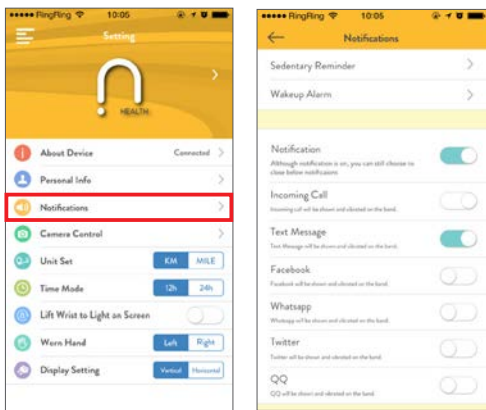 RingRing 10:05
Setting
HEALTH
About Device Connected
Personal Info
Notifications
Camera Control
Unit Set KM MILE
Time Mode 12h 24h
Lift Wrist to Light on Screen
Worn Hand Left Right
Display Setting Vertical Horizontal
RingRing 10:05
Notifications
Sedentary Reminder
Wakeup Alarm
Notification
Although notification is on, you can still choose to
close below notifications
Incoming Call
Incoming call will be shown and vibrated on the band.
Text Message
Text Message will be shown and vibrated on the band.
Facebook
Facebook will be shown and vibrated on the band.
Whatsapp
Whatsapp will be shown and vibrated on the band.
Twitter
Twitter will be shown and vibrated on the band.
QQ
QQ will be shown and vibrated on the band.